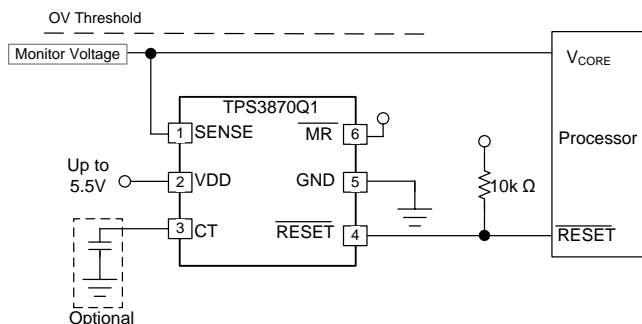 OV Threshold
Monitor Voltage
V_CORE
TPS3870Q1
1 SENSE
MR 6
Processor
Up to
5.5V
2 VDD
GND 5
10k Ω
3 CT
RESET 4
RESET
Optional